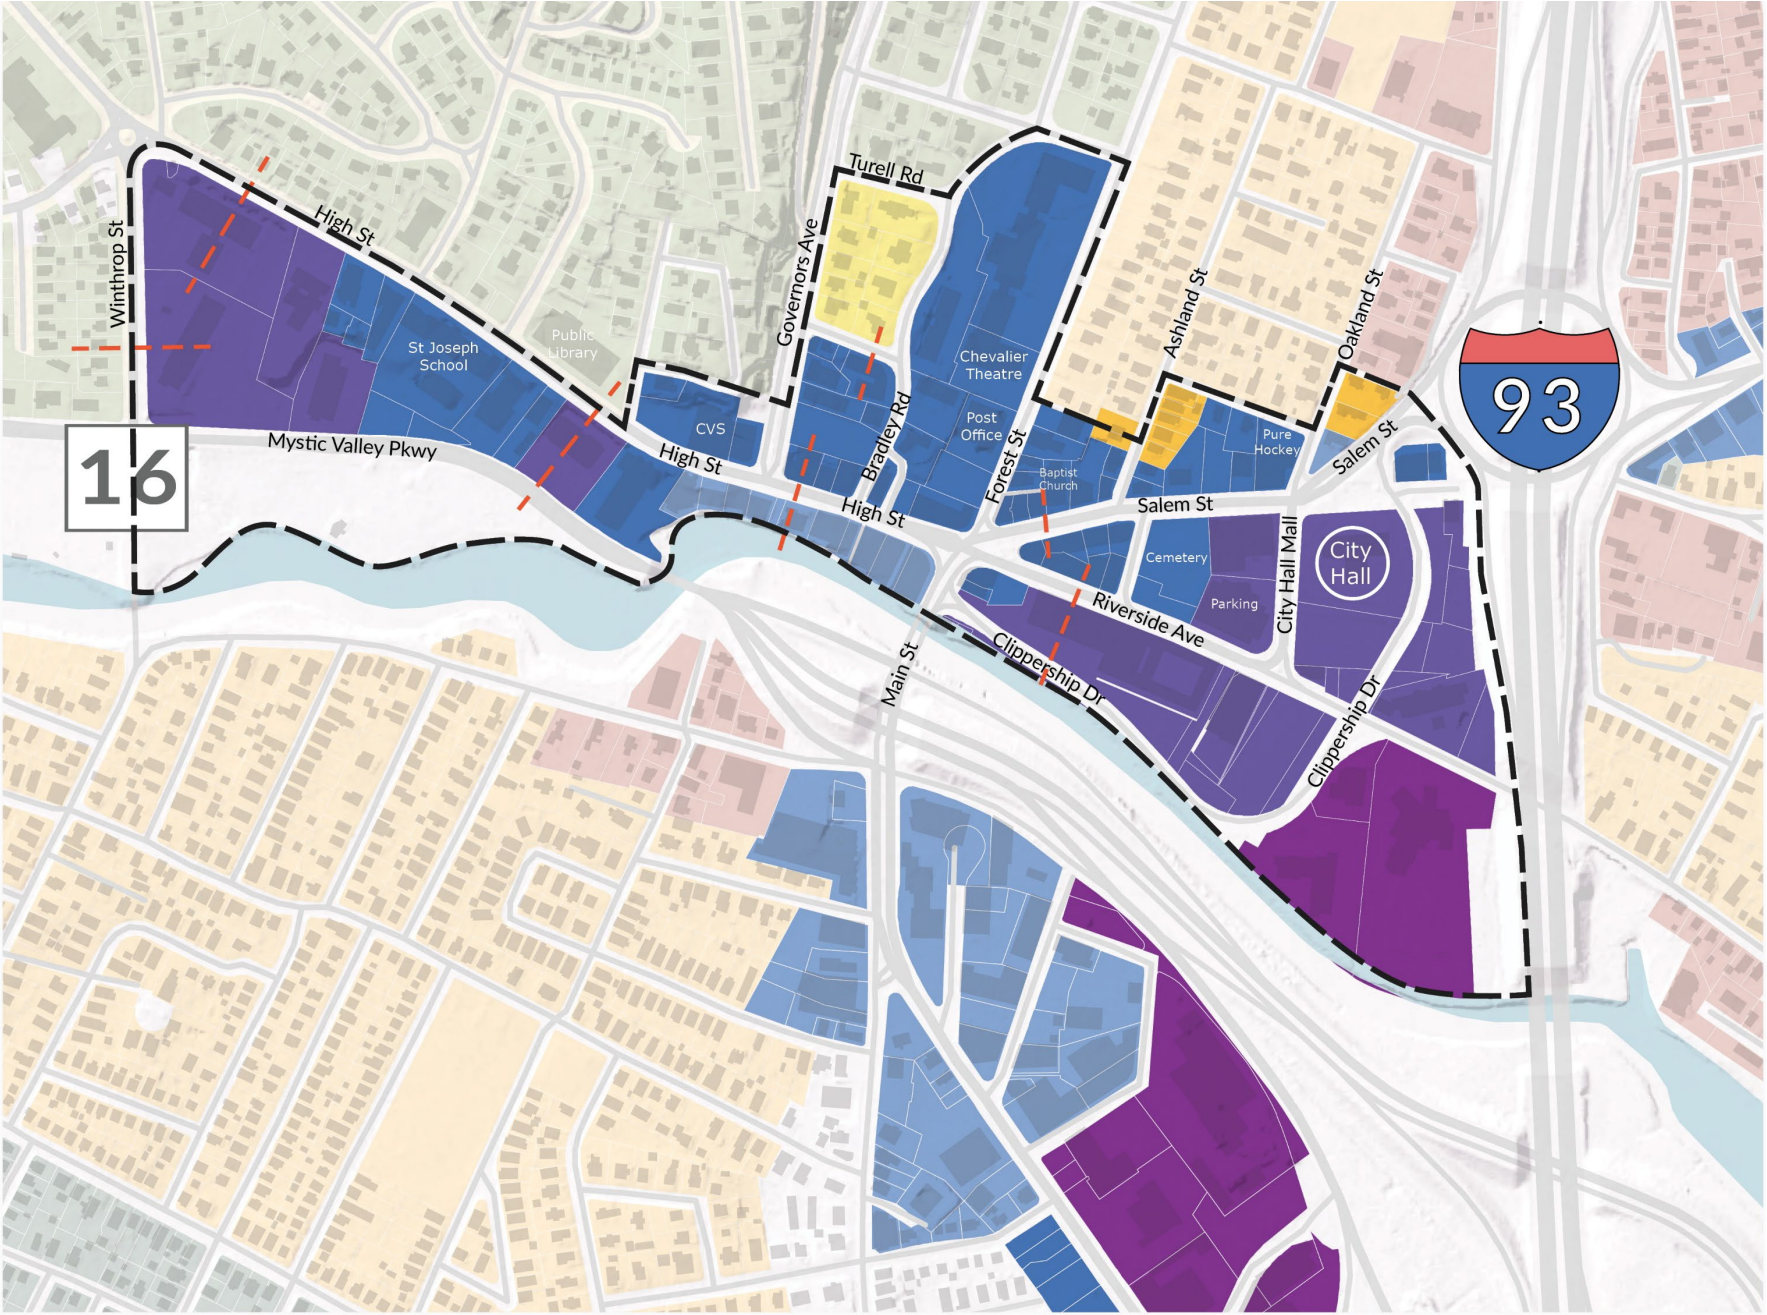 Turell Rd
High St
Winthrop St
Governors Ave
Public
Library
St Joseph
School
Ashland St
Oakland St
Chevalier
Theatre
93
CVS
Post
Office
Bradley Rd
Forest St
Pure
Hockey
Salem St
Mystic Valley Pkwy
High St
16
Baptist
Church
High St
Salem St
Cemetery
City Hall Mall
City
Hall
Parking
Riverside Ave
Clippership Dr
Main St
Clippership Dr